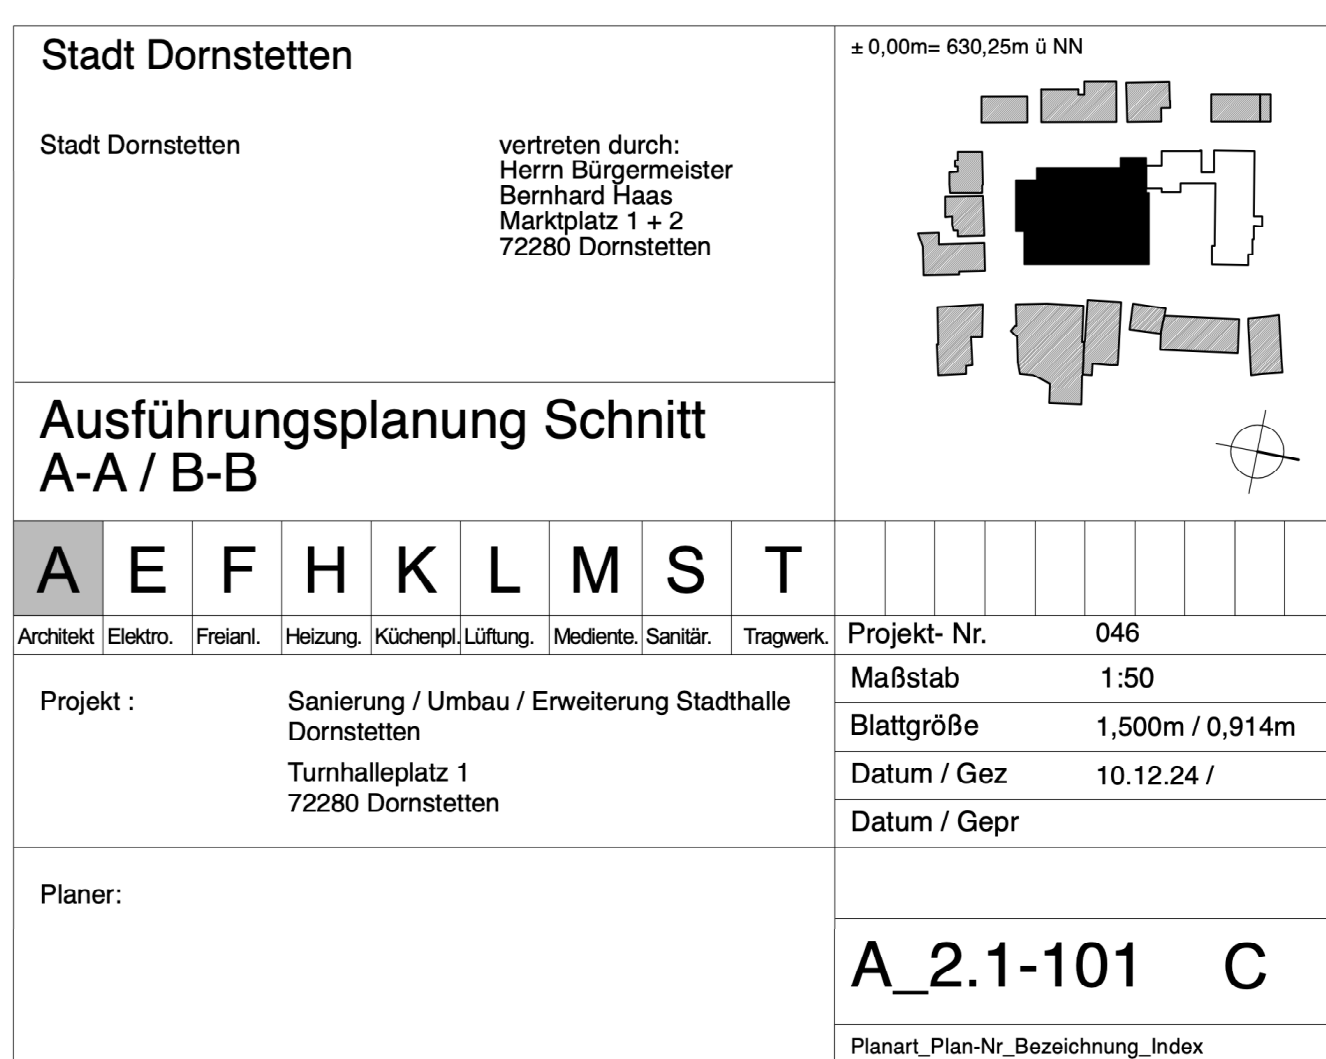 Stadt Dornstetten
± 0,00m= 630,25m ü NN
Stadt Dornstetten
vertreten durch:
Herrn Bürgermeister
Bernhard Haas
Marktplatz 1 + 2
72280 Dornstetten
Ausführungsplanung Schnitt
A-A / B-B
A E F H K L M S T
Architekt Elektro. Freianl. Heizung. Küchenpl. Lüftung. Mediente. Sanitär. Tragwerk.
Projekt- Nr. 046
Maßstab 1:50
Blattgröße 1,500m / 0,914m
Datum / Gez 10.12.24 /
Datum / Gepr
Projekt : Sanierung / Umbau / Erweiterung Stadthalle
Dornstetten
Turnhalleplatz 1
72280 Dornstetten
Planer:
A_2.1-101 C
Planart_Plan-Nr_Bezeichnung_Index